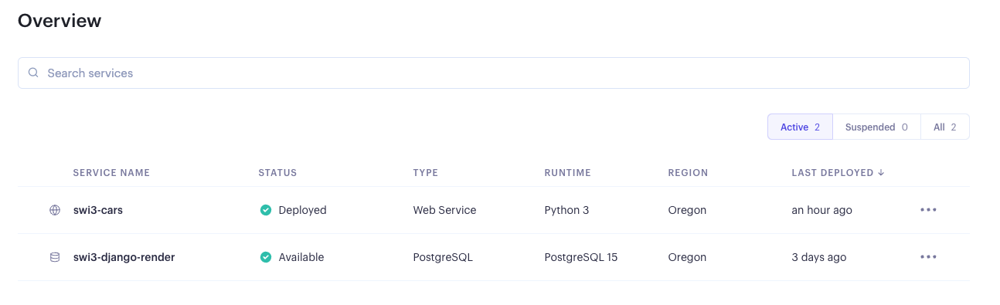 Overview
Search services
Active 2 Suspended 0 All 2
SERVICE NAME STATUS TYPE RUNTIME REGION LAST DEPLOYED ↓
swi3-cars Deployed Web Service Python 3 Oregon an hour ago •••
swi3-django-render Available PostgreSQL PostgreSQL 15 Oregon 3 days ago •••